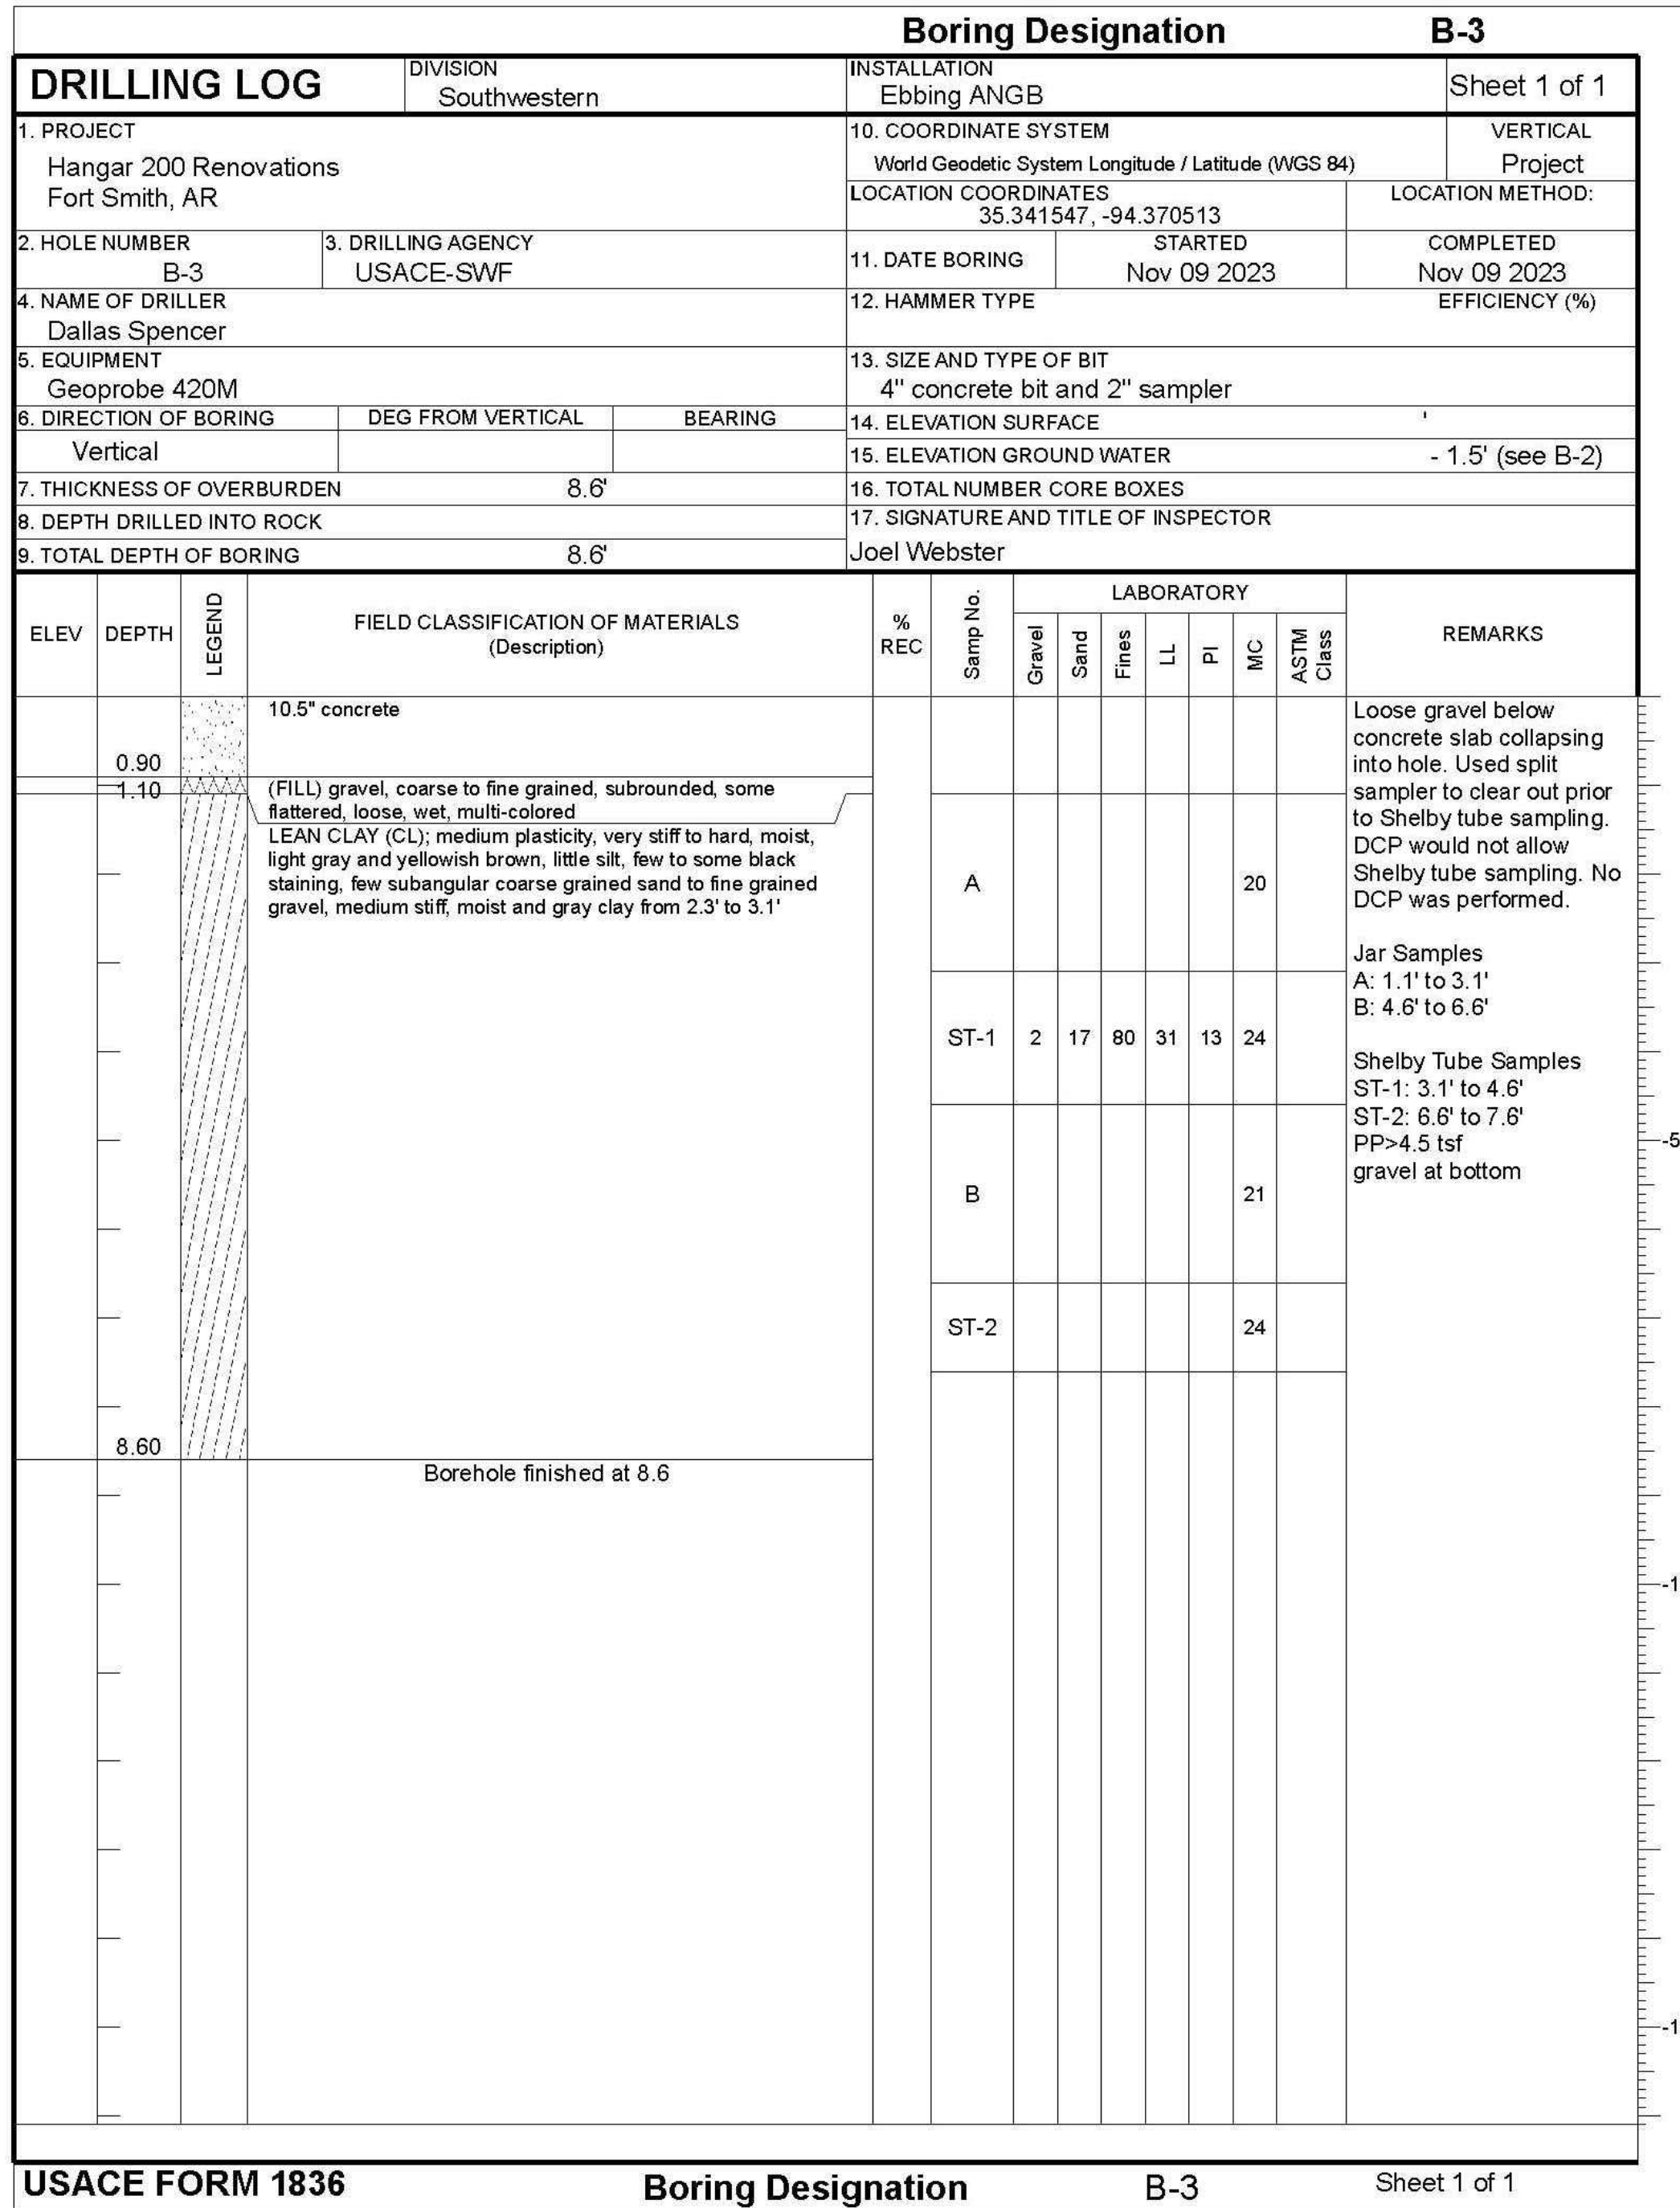 Boring Designation B-3
DRILLING LOG
DIVISION
Southwestern
INSTALLATION
Ebbing ANGB
Sheet 1 of 1
1. PROJECT
Hangar 200 Renovations
Fort Smith, AR
10. COORDINATE SYSTEM
World Geodetic System Longitude / Latitude (WGS 84)
VERTICAL
Project
LOCATION COORDINATES
35.341547, -94.370513
LOCATION METHOD:
2. HOLE NUMBER
B-3
3. DRILLING AGENCY
USACE-SWF
11. DATE BORING
STARTED
Nov 09 2023
COMPLETED
Nov 09 2023
4. NAME OF DRILLER
Dallas Spencer
12. HAMMER TYPE
EFFICIENCY (%)
5. EQUIPMENT
Geoprobe 420M
13. SIZE AND TYPE OF BIT
4" concrete bit and 2" sampler
6. DIRECTION OF BORING
Vertical
DEG FROM VERTICAL
BEARING
14. ELEVATION SURFACE '
15. ELEVATION GROUND WATER - 1.5' (see B-2)
7. THICKNESS OF OVERBURDEN 8.6'
16. TOTAL NUMBER CORE BOXES
8. DEPTH DRILLED INTO ROCK
17. SIGNATURE AND TITLE OF INSPECTOR
Joel Webster
9. TOTAL DEPTH OF BORING 8.6'
ELEV
DEPTH
LEGEND
FIELD CLASSIFICATION OF MATERIALS
(Description)
%
REC
Samp No.
LABORATORY
Gravel
Sand
Fines
LL
PI
MC
ASTM
Class
REMARKS
10.5" concrete
0.90
1.10
(FILL) gravel, coarse to fine grained, subrounded, some
flattered, loose, wet, multi-colored
LEAN CLAY (CL); medium plasticity, very stiff to hard, moist,
light gray and yellowish brown, little silt, few to some black
staining, few subangular coarse grained sand to fine grained
gravel, medium stiff, moist and gray clay from 2.3' to 3.1'
8.60
Borehole finished at 8.6
A 20
ST-1 2 17 80 31 13 24
B 21
ST-2 24
Loose gravel below
concrete slab collapsing
into hole. Used split
sampler to clear out prior
to Shelby tube sampling.
DCP would not allow
Shelby tube sampling. No
DCP was performed.
Jar Samples
A: 1.1' to 3.1'
B: 4.6' to 6.6'
Shelby Tube Samples
ST-1: 3.1' to 4.6'
ST-2: 6.6' to 7.6'
PP>4.5 tsf
gravel at bottom
-5
-1
-1
USACE FORM 1836
Boring Designation B-3
Sheet 1 of 1